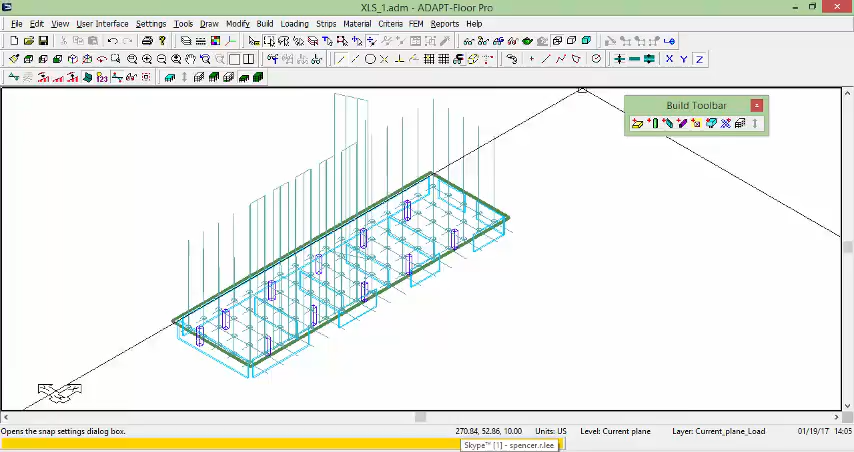 XLS_1.adm - ADAPT-Floor Pro
File Edit View User Interface Settings Tools Draw Modify Build Loading Strips Material Criteria FEM Reports Help
X Y Z
123
Build Toolbar
Opens the snap settings dialog box. 270.84, 52.86, 10.00 Units: US Level: Current plane Layer: Current_plane_Load 01/19/17 14:05
Skype™ [1] - spencer.r.lee